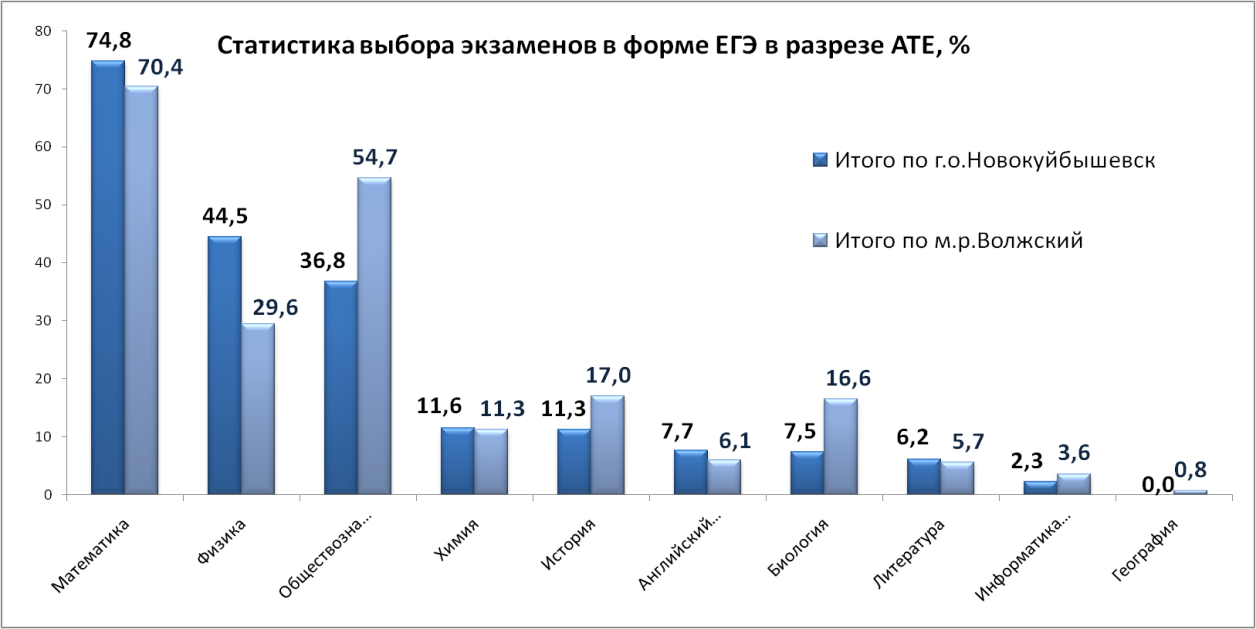 Статистика выбора экзаменов в форме ЕГЭ в разрезе АТЕ, %
80
70
60
50
40
30
20
10
0
74,8
70,4
44,5
29,6
36,8
54,7
11,6
11,3
11,3
17,0
7,7
6,1
7,5
16,6
6,2
5,7
2,3
3,6
0,0
0,8
Итого по г.о.Новокуйбышевск
Итого по м.р.Волжский
Математика
Физика
Обществозна...
Химия
История
Английский...
Биология
Литература
Информатика...
География